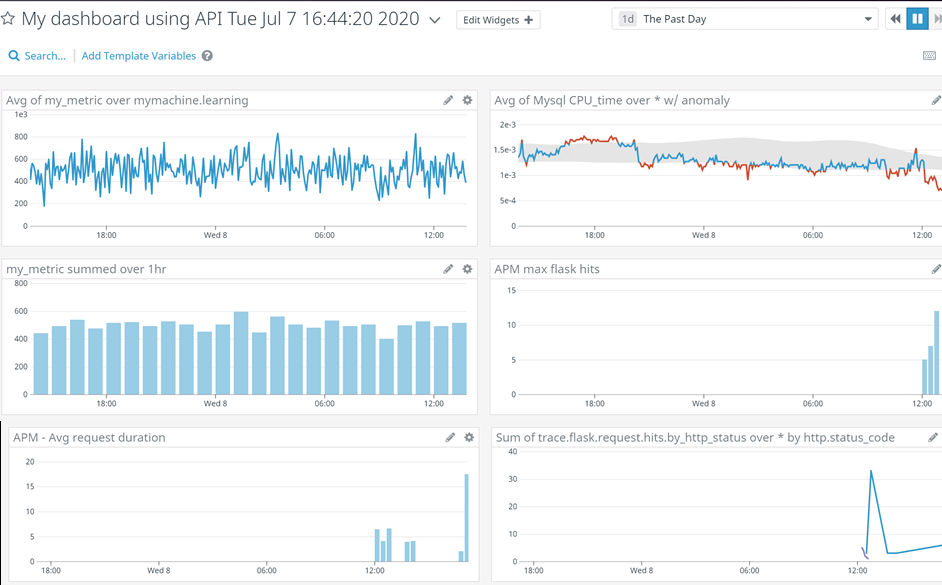 My dashboard using API Tue Jul 7 16:44:20 2020
Edit Widgets +
1d The Past Day
Search...
Add Template Variables ?
Avg of my_metric over mymachine.learning
1e3
800
600
400
200
0
18:00 Wed 8 06:00 12:00
Avg of Mysql CPU_time over * w/ anomaly
2e-3
1.5e-3
1e-3
5e-4
0
18:00 Wed 8 06:00 12:00
my_metric summed over 1hr
800
600
400
200
0
18:00 Wed 8 06:00 12:00
APM max flask hits
15
10
5
0
18:00 Wed 8 06:00 12:00
APM - Avg request duration
20
15
10
5
0
18:00 Wed 8 06:00 12:00
Sum of trace.flask.request.hits.by_http_status over * by http.status_code
40
30
20
10
0
18:00 Wed 8 06:00 12:00